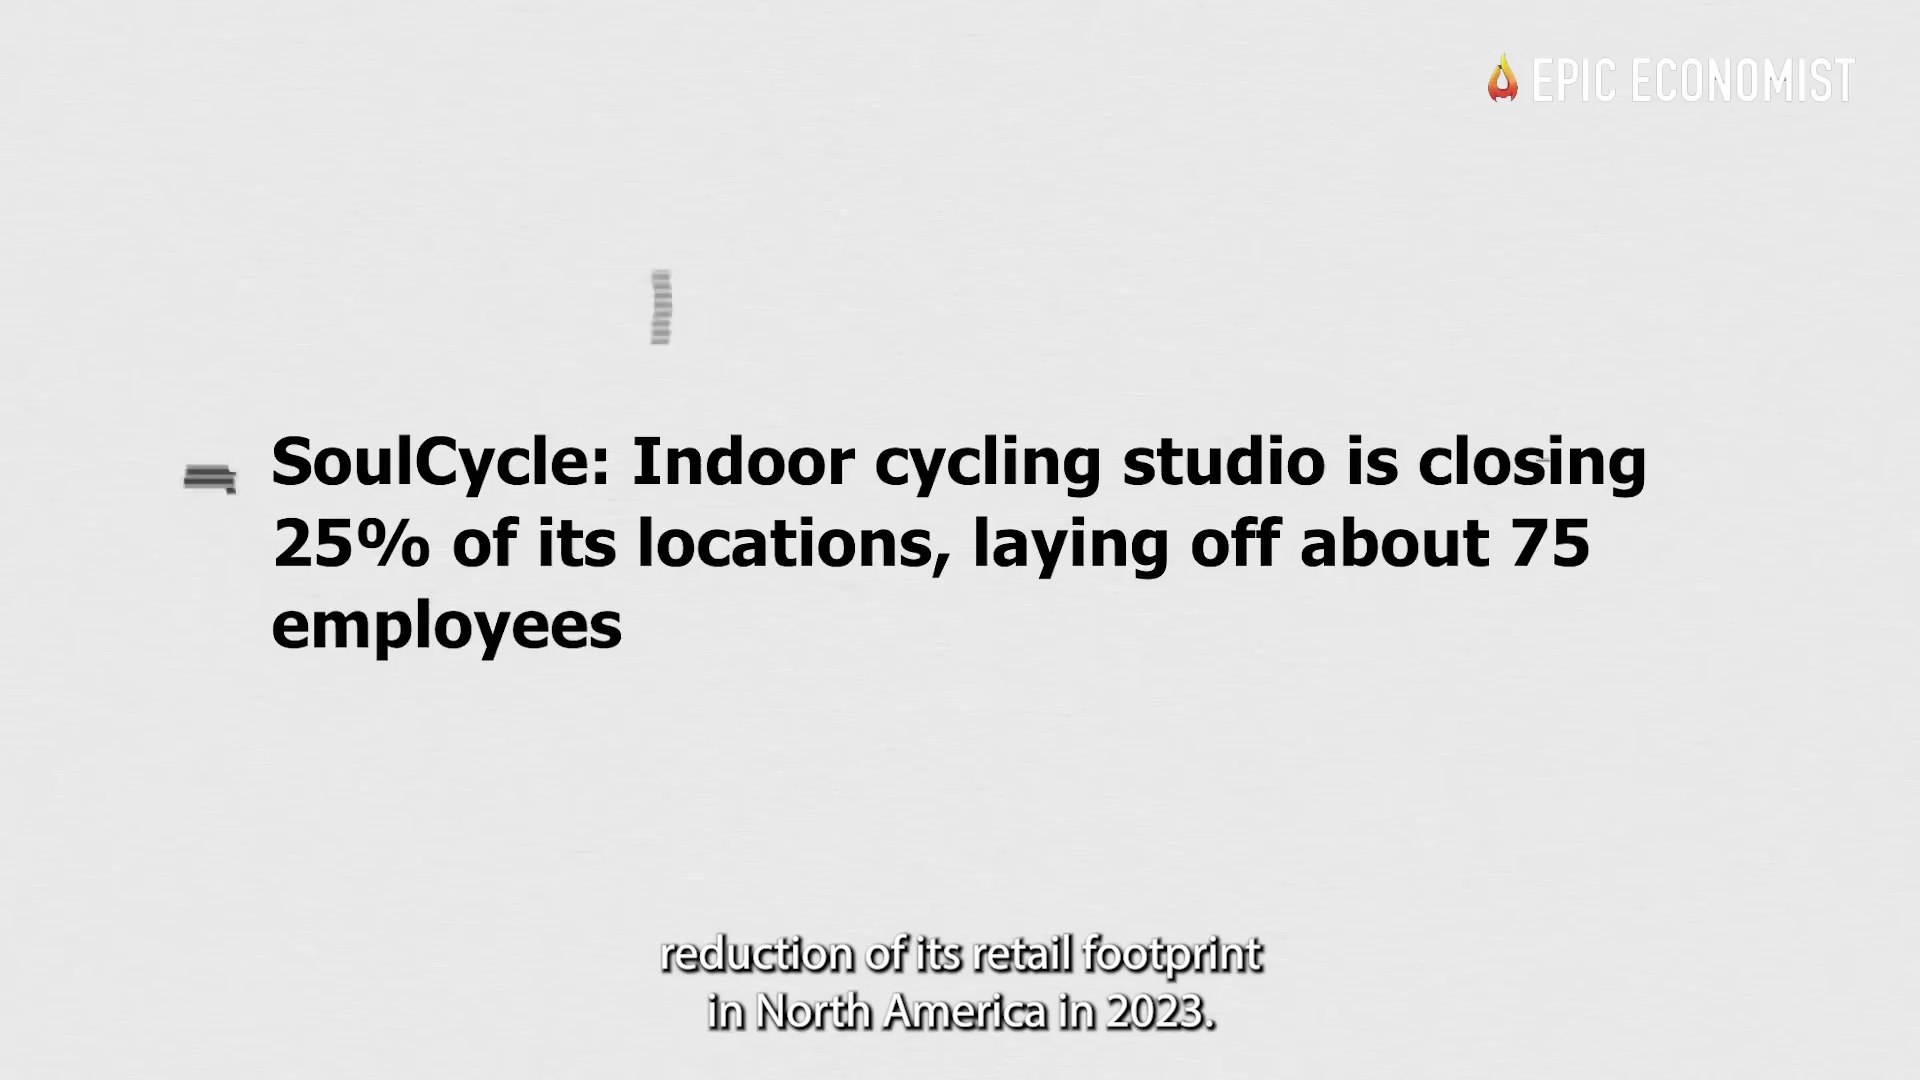 EPIC ECONOMIST
SoulCycle: Indoor cycling studio is closing
25% of its locations, laying off about 75
employees
reduction of its retail footprint
in North America in 2023.